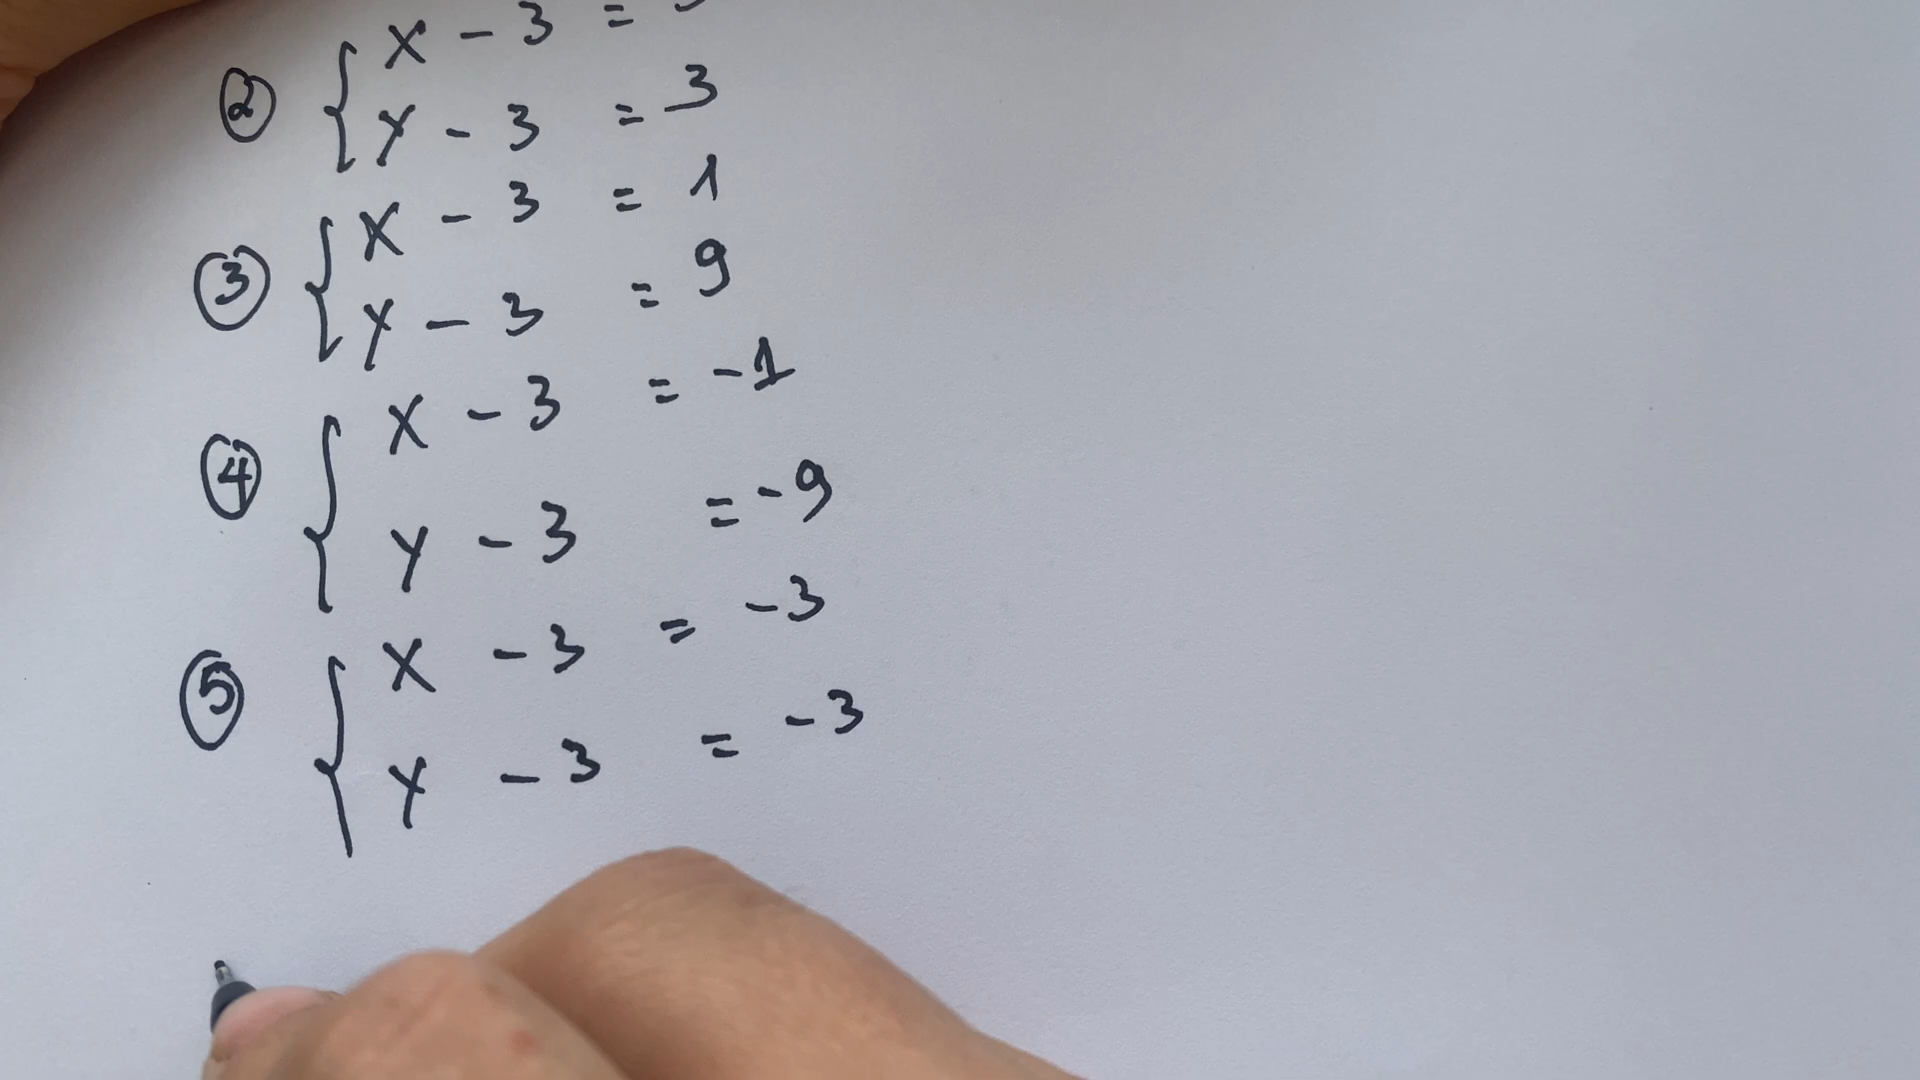 ② { X - 3 =
Y - 3 = 3
③ { X - 3 = 1
Y - 3 = 9
④ { X - 3 = -1
Y - 3 = -9
⑤ { X - 3 = -3
Y - 3 = -3